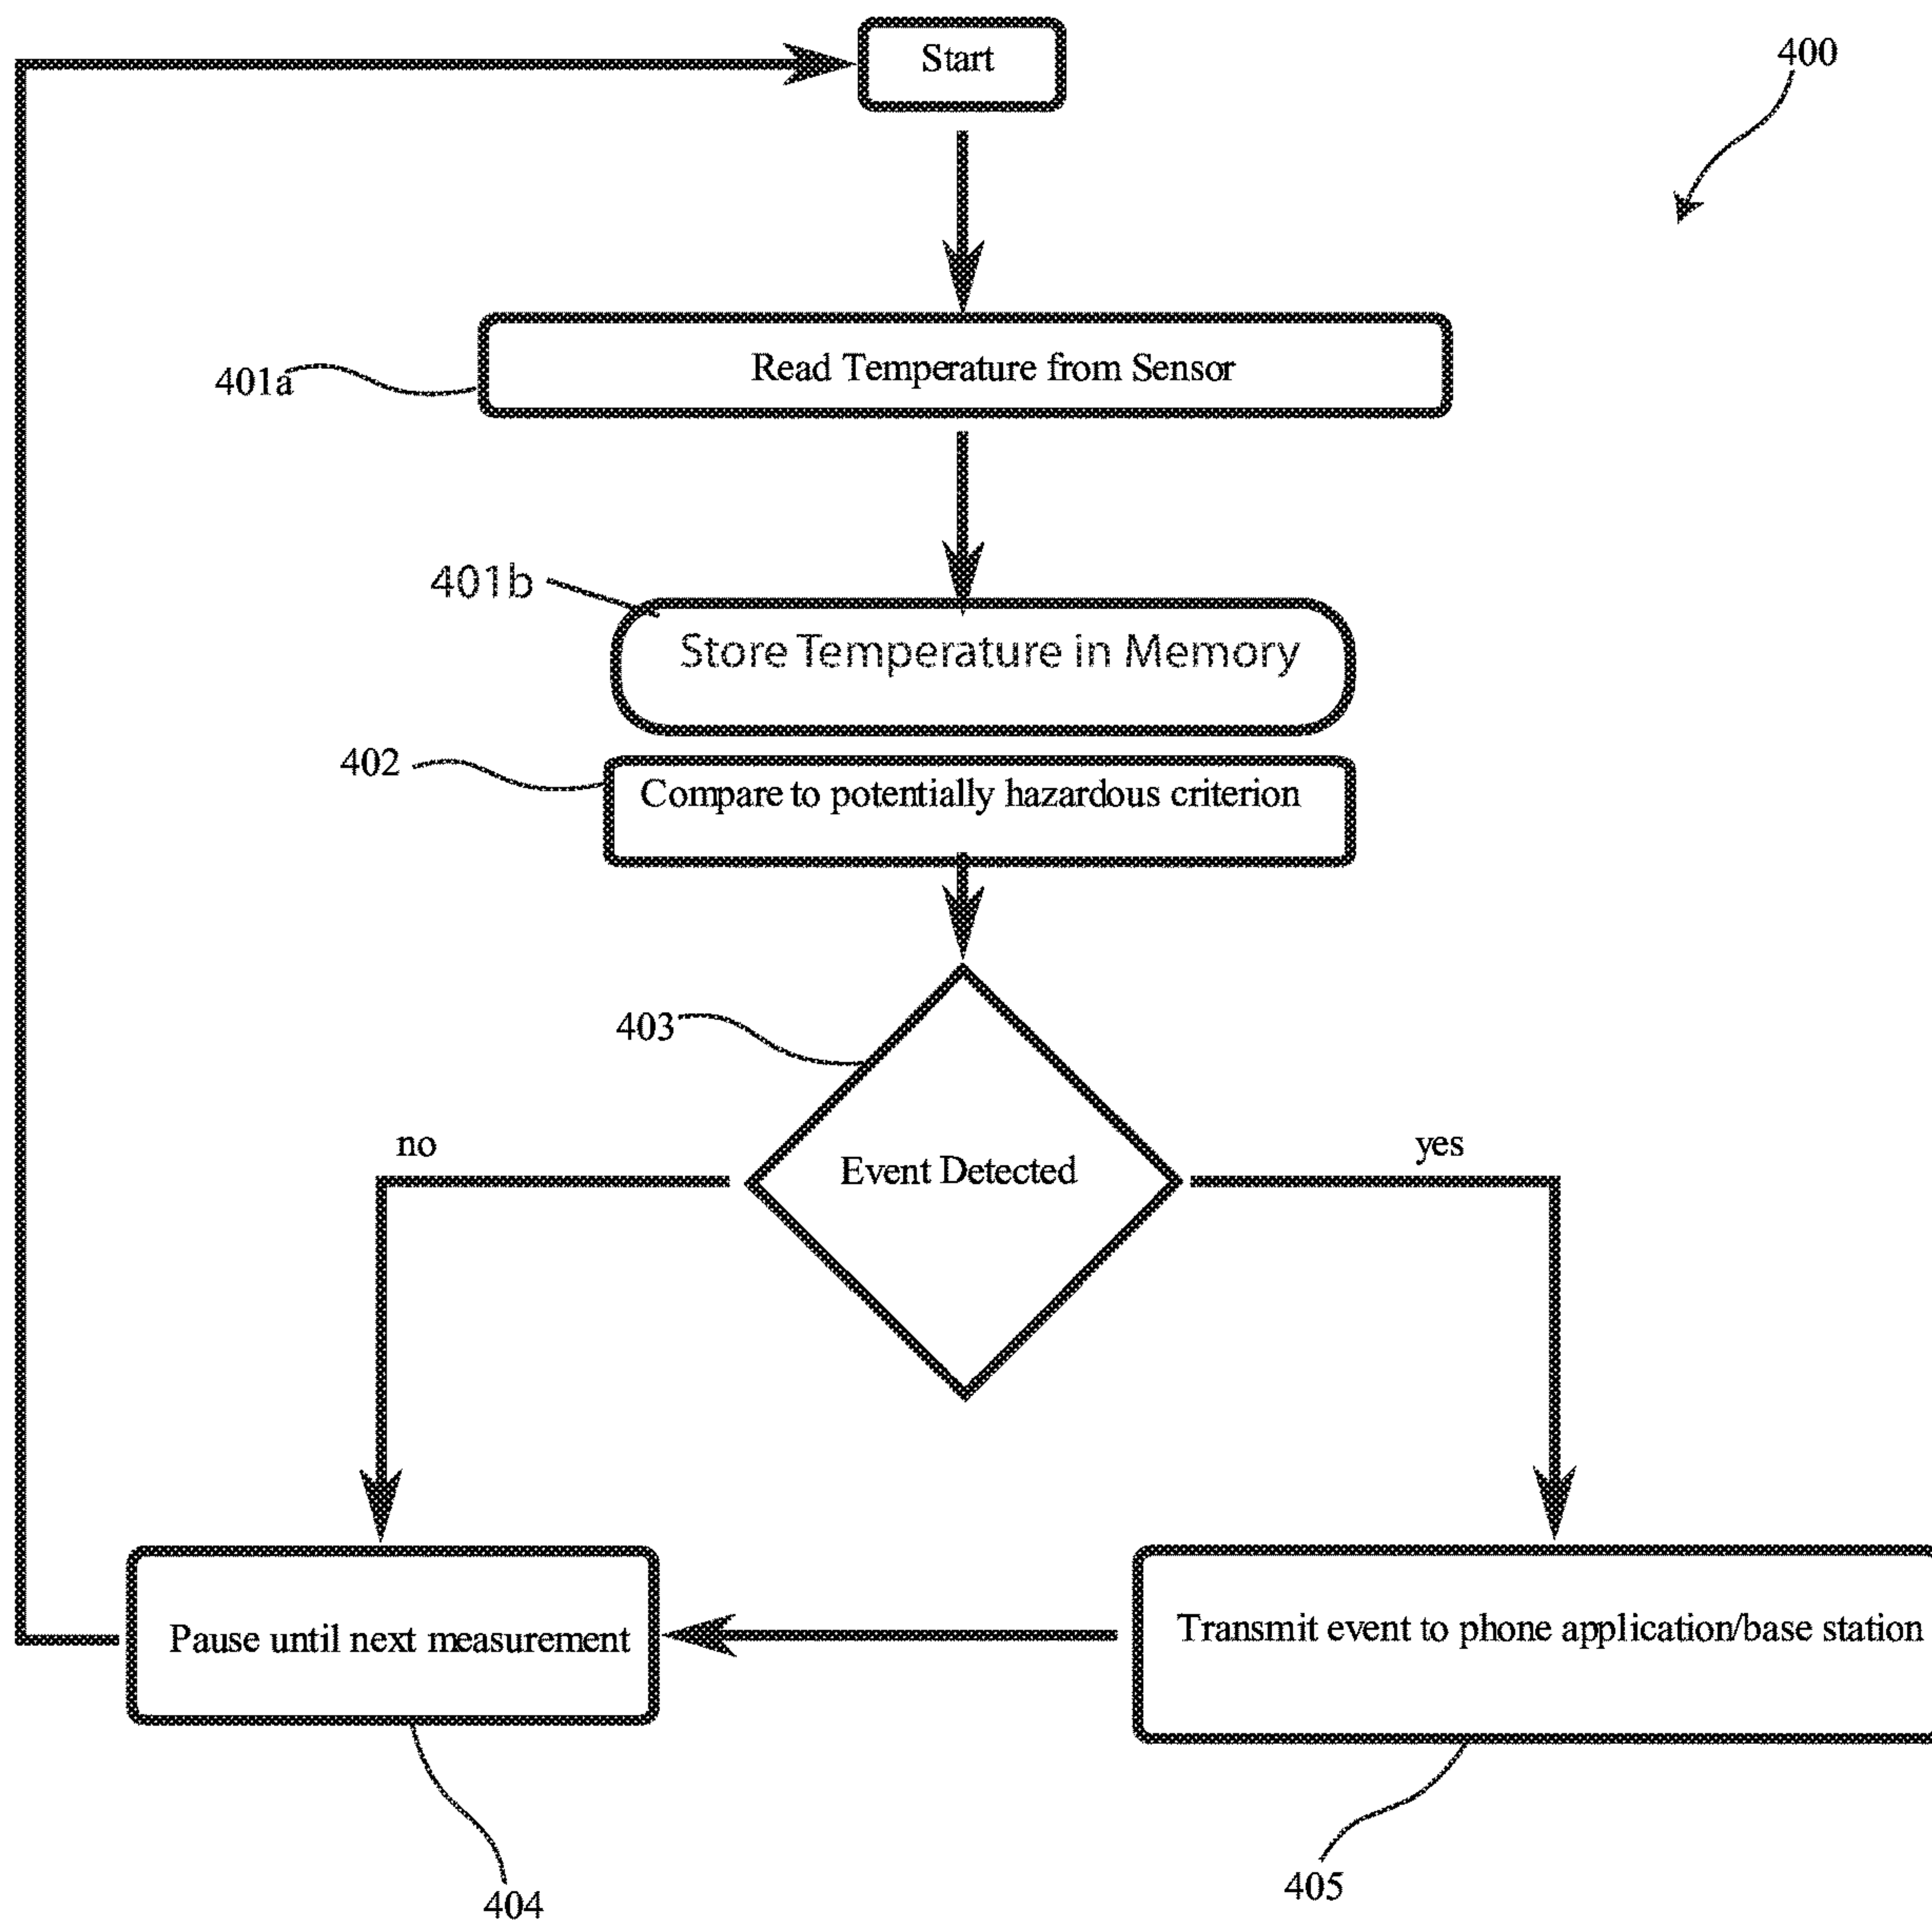 Start
400
Read Temperature from Sensor
401a
401b
Store Temperature in Memory
402
Compare to potentially hazardous criterion
403
no
Event Detected
yes
Pause until next measurement
Transmit event to phone application/base station
404
405